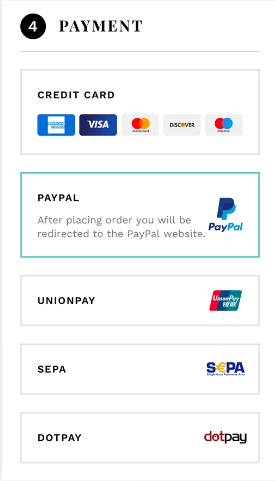 4 PAYMENT
CREDIT CARD
VISA DISCOVER
PAYPAL
After placing order you will be
redirected to the PayPal website.
PayPal
UNIONPAY
UnionPay
银联
SEPA
SEPA
DOTPAY
dotpay